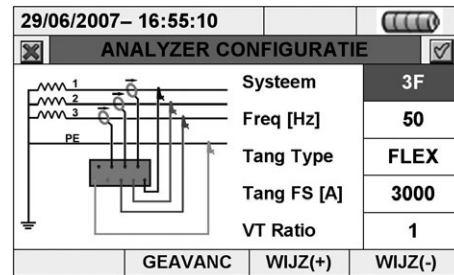 29/06/2007– 16:55:10
ANALYZER CONFIGURATIE
1
2
3
PE
Systeem 3F
Freq [Hz] 50
Tang Type FLEX
Tang FS [A] 3000
VT Ratio 1
GEAVANC WIJZ(+) WIJZ(-)